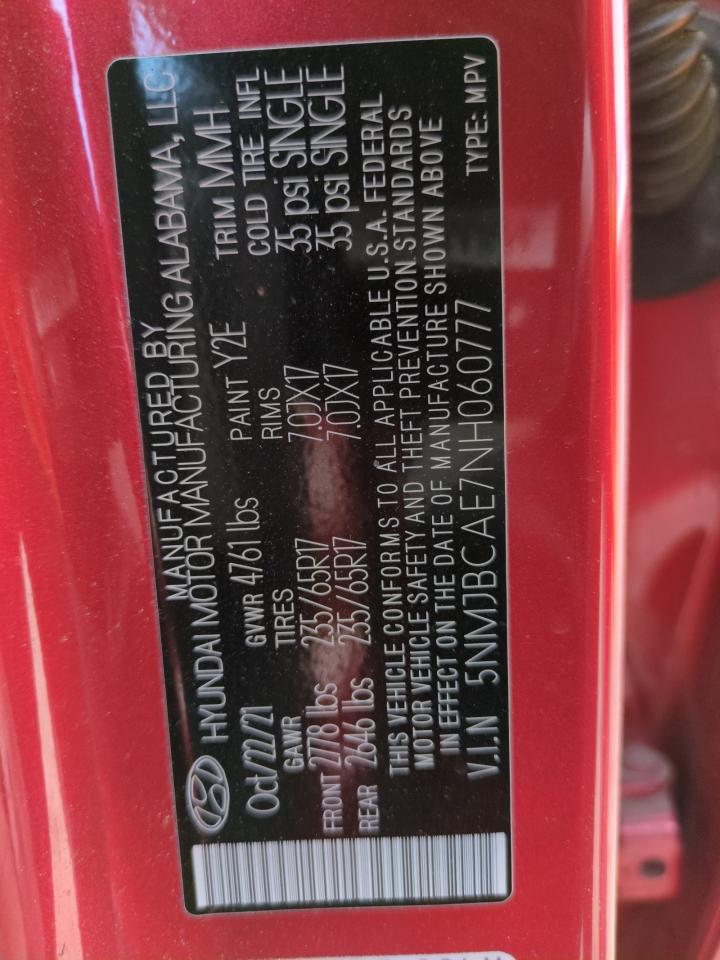 MANUFACTURED BY
HYUNDAI MOTOR MANUFACTURING ALABAMA, LLC
Oct/22/21 GVWR 4761 lbs PAINT Y2E TRIM MMH
GAWR TIRES RIMS COLD TIRE INFL
FRONT 2778 lbs 235/65R17 7.0JX17 35 psi SINGLE
REAR 2646 lbs 235/65R17 7.0JX17 35 psi SINGLE
THIS VEHICLE CONFORMS TO ALL APPLICABLE U.S.A. FEDERAL
MOTOR VEHICLE SAFETY AND THEFT PREVENTION STANDARDS
IN EFFECT ON THE DATE OF MANUFACTURE SHOWN ABOVE
V.I.N 5NMJBCAE7NH060777 TYPE: MPV